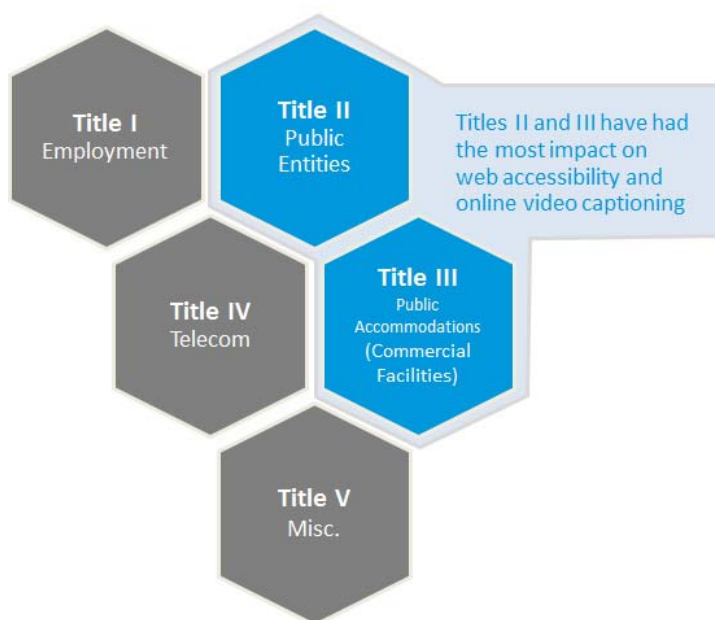 Title I
Employment
Title II
Public
Entities
Titles II and III have had
the most impact on
web accessibility and
online video captioning
Title IV
Telecom
Title III
Public
Accommodations
(Commercial
Facilities)
Title V
Misc.